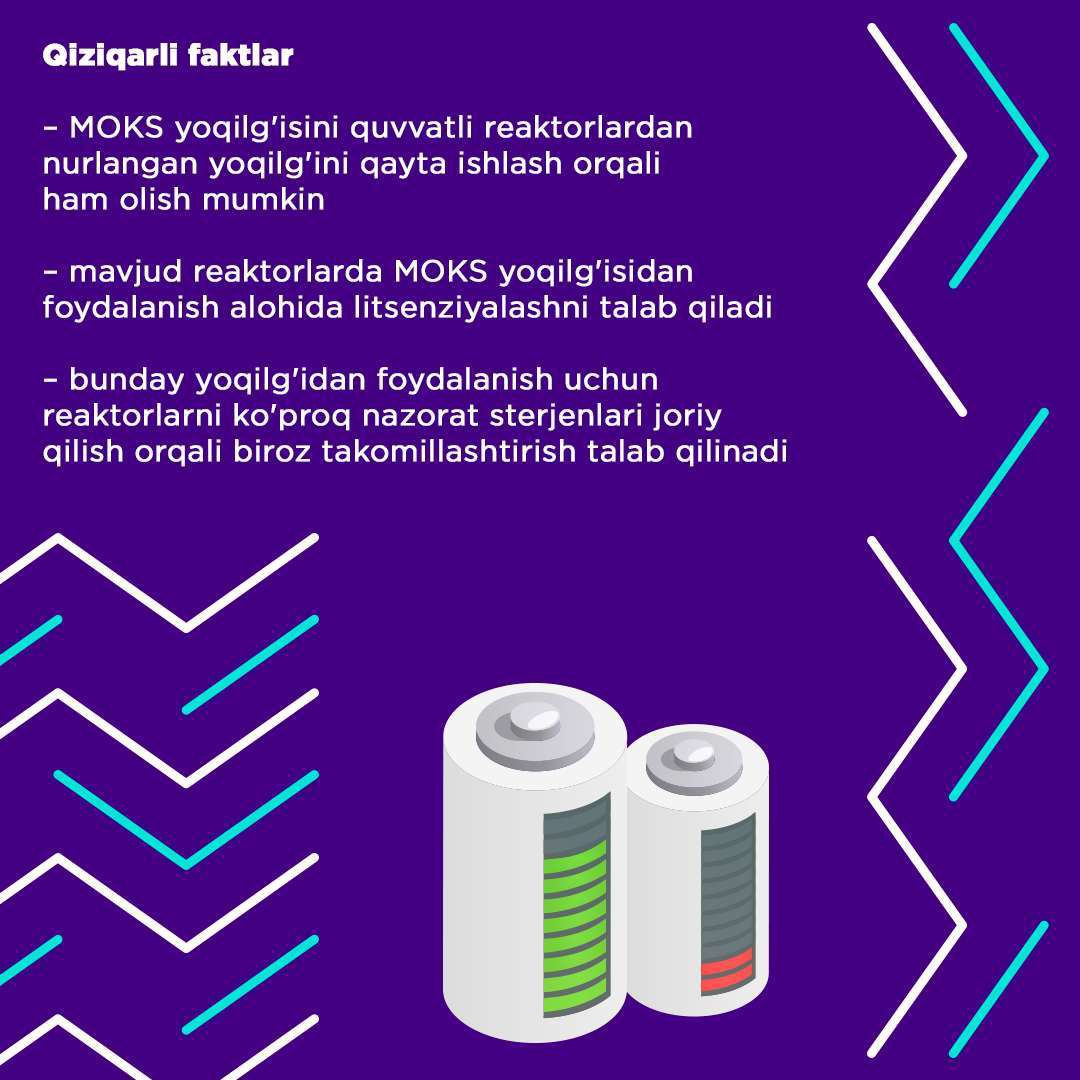 Qiziqarli faktlar
– MOKS yoqilg'isini quvvatli reaktorlardan
nurlangan yoqilg'ini qayta ishlash orqali
ham olish mumkin
– mavjud reaktorlarda MOKS yoqilg'isidan
foydalanish alohida litsenziyalashni talab qiladi
– bunday yoqilg'idan foydalanish uchun
reaktorlarni ko'proq nazorat sterjenlari joriy
qilish orqali biroz takomillashtirish talab qilinadi